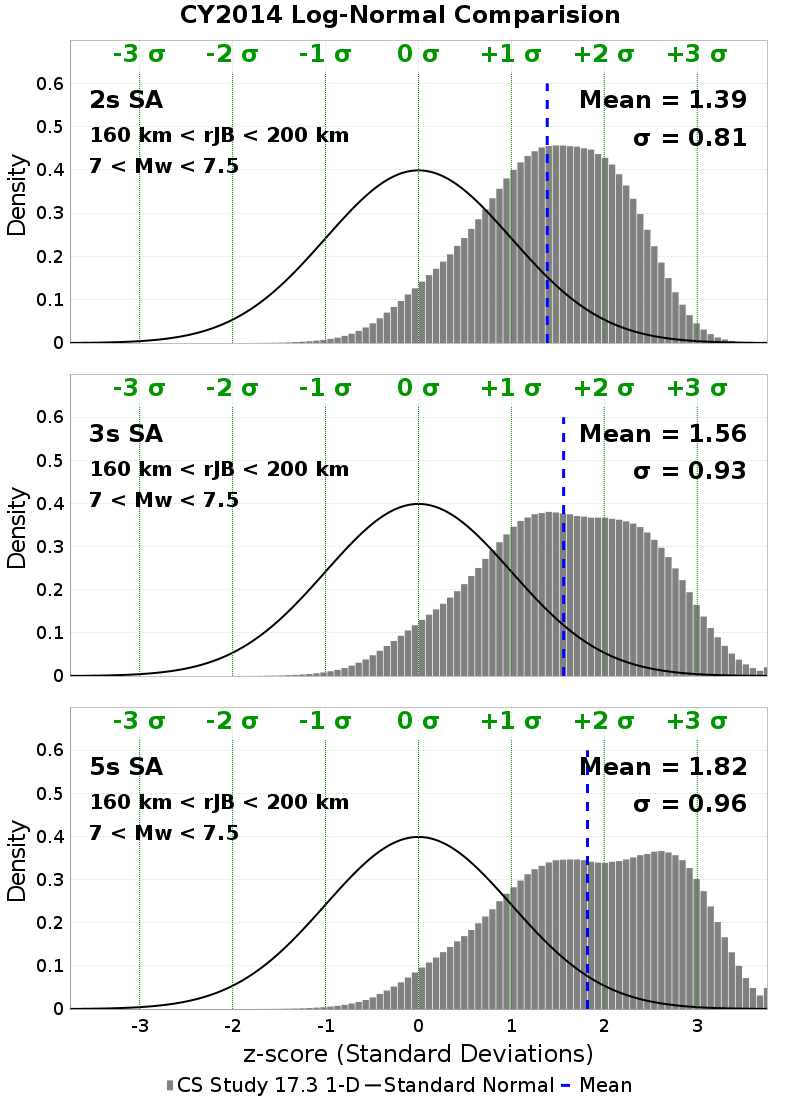 CY2014 Log-Normal Comparision
-3 σ -2 σ -1 σ 0 σ +1 σ +2 σ +3 σ
0.6
2s SA Mean = 1.39
0.5
160 km < rJB < 200 km σ = 0.81
7 < Mw < 7.5
0.4
0.3
0.2
0.1
0
Density
-3 σ -2 σ -1 σ 0 σ +1 σ +2 σ +3 σ
0.6
3s SA Mean = 1.56
0.5
160 km < rJB < 200 km σ = 0.93
7 < Mw < 7.5
0.4
0.3
0.2
0.1
0
Density
-3 σ -2 σ -1 σ 0 σ +1 σ +2 σ +3 σ
0.6
5s SA Mean = 1.82
0.5
160 km < rJB < 200 km σ = 0.96
7 < Mw < 7.5
0.4
0.3
0.2
0.1
0
Density
-3 -2 -1 0 1 2 3
z-score (Standard Deviations)
CS Study 17.3 1-D Standard Normal Mean